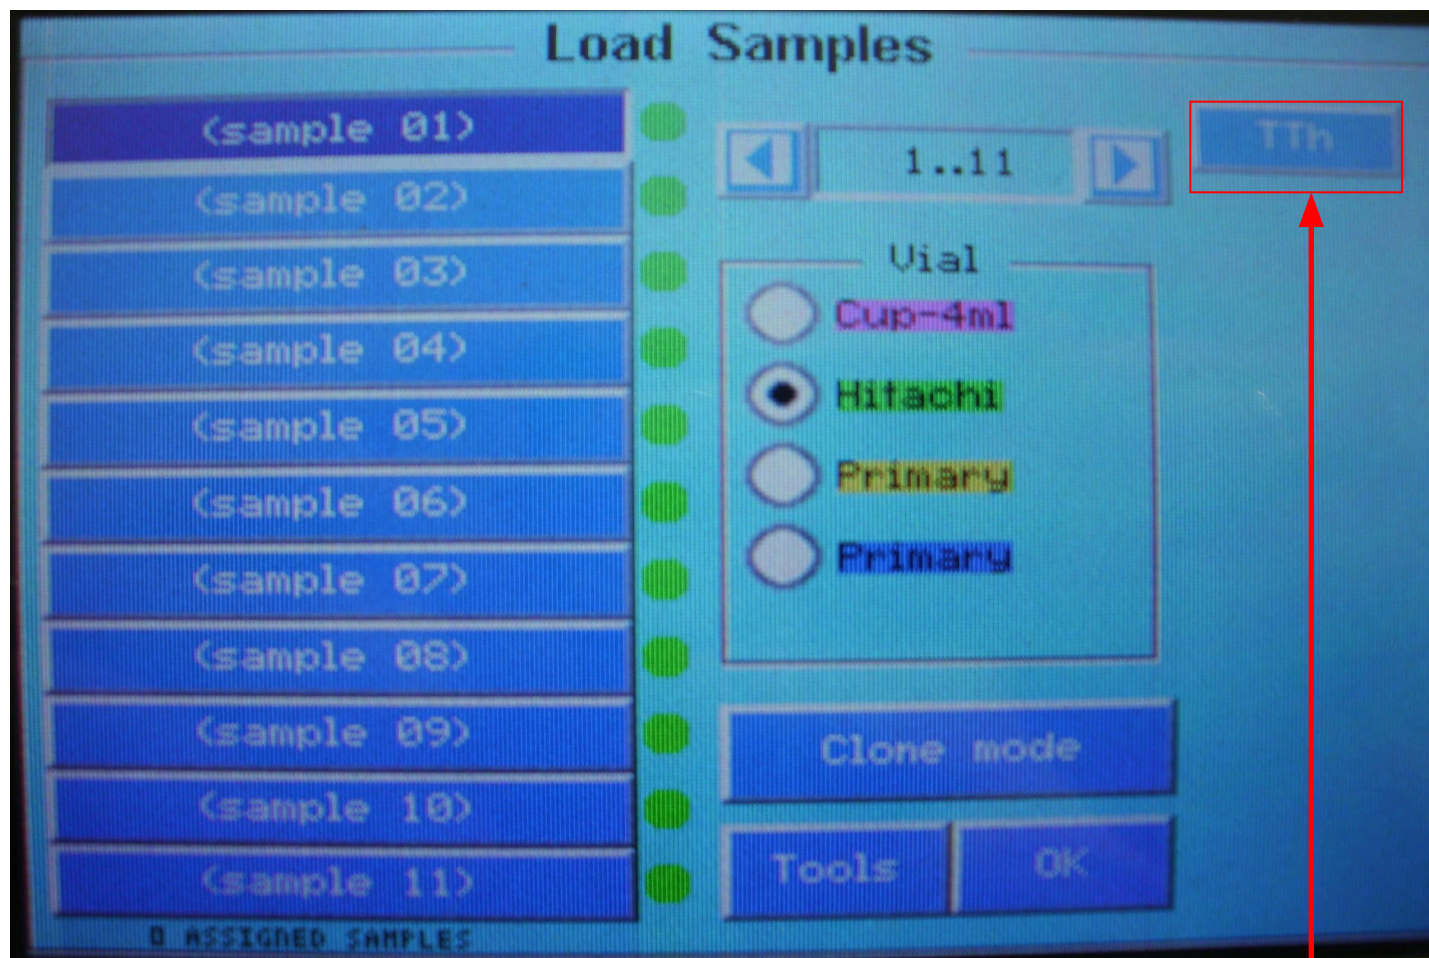 Load Samples
(sample 01)
(sample 02)
(sample 03)
(sample 04)
(sample 05)
(sample 06)
(sample 07)
(sample 08)
(sample 09)
(sample 10)
(sample 11)
0 ASSIGNED SAMPLES
1..11
TTh
Vial
Cup-4ml
Hitachi
Primary
Primary
Clone mode
Tools
OK